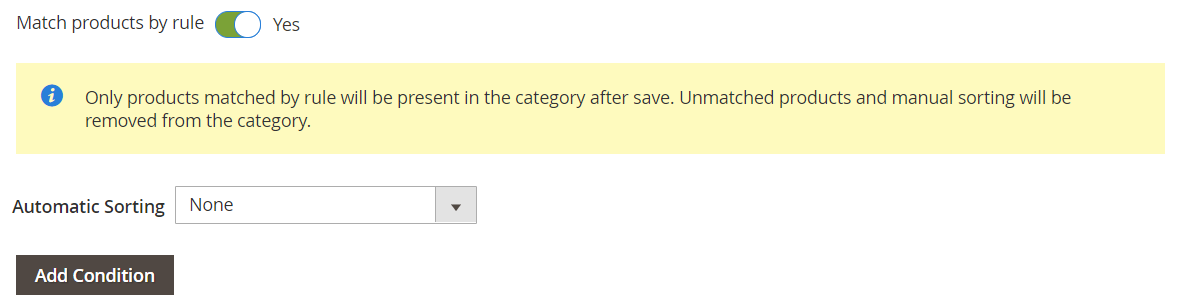 Match products by rule Yes
Only products matched by rule will be present in the category after save. Unmatched products and manual sorting will
be removed from the category.
Automatic Sorting None
Add Condition